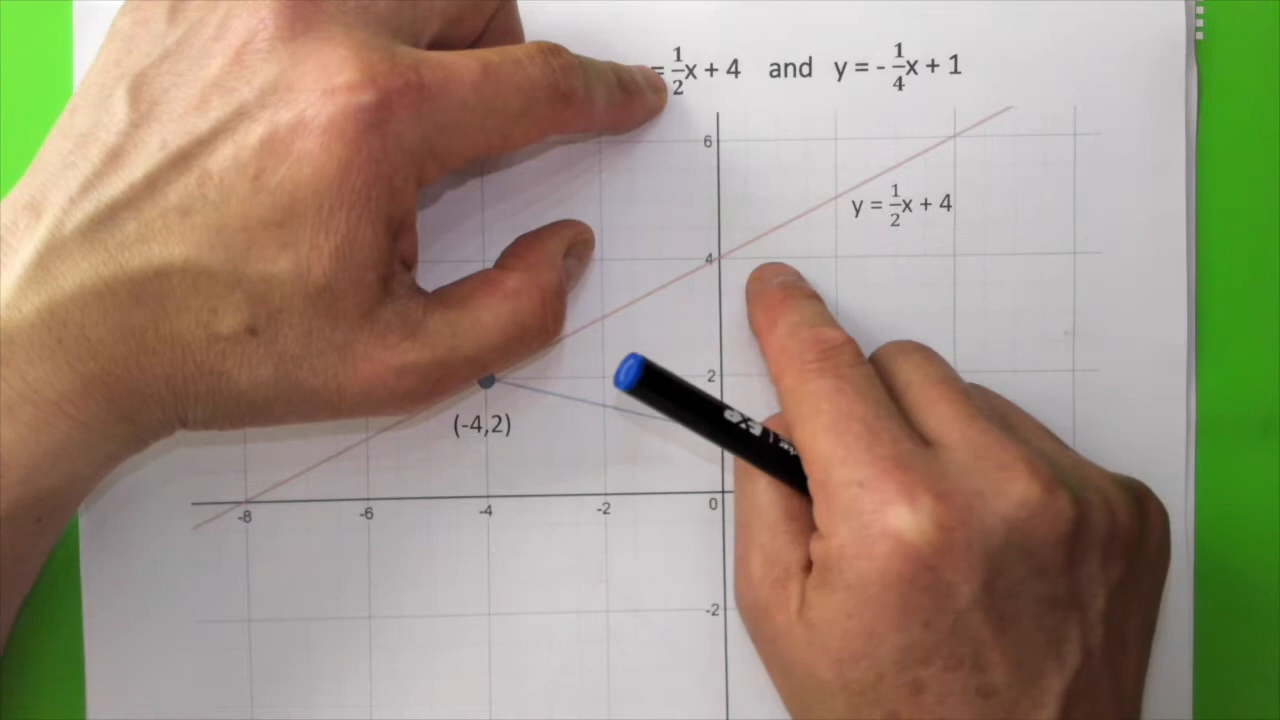 = 1/2x + 4 and y = - 1/4x + 1
6
y = 1/2x + 4
4
2
(-4,2)
-8 -6 -4 -2 0
-2